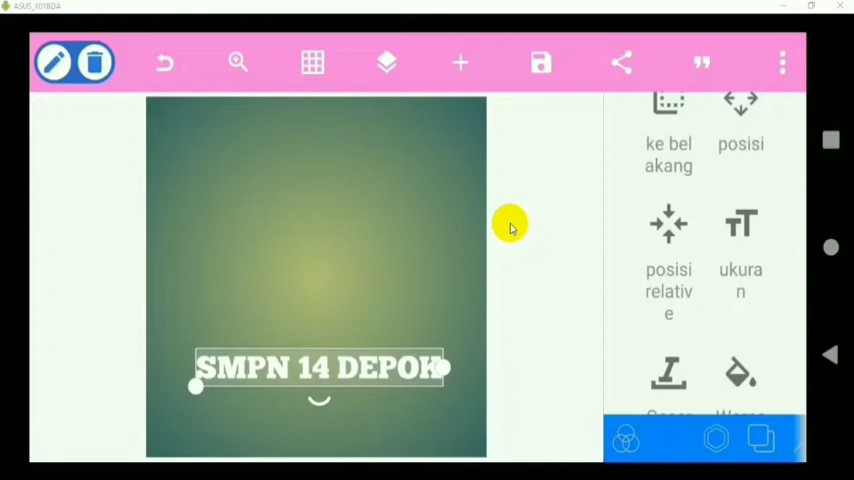 ASUS_X01BDA
ke bel
akang
posisi
posisi
relativ
e
ukura
n
SMPN 14 DEPOK